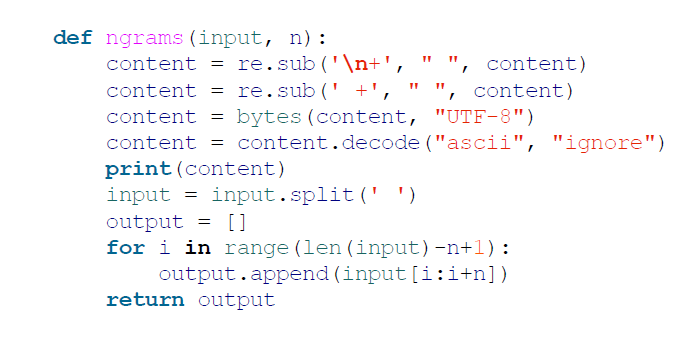 def ngrams(input, n):
    content = re.sub('\n+', " ", content)
    content = re.sub(' +', " ", content)
    content = bytes(content, "UTF-8")
    content = content.decode("ascii", "ignore")
    print(content)
    input = input.split(' ')
    output = []
    for i in range(len(input)-n+1):
        output.append(input[i:i+n])
    return output